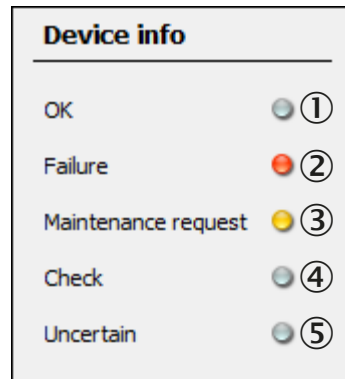 Device info
OK ①
Failure ②
Maintenance request ③
Check ④
Uncertain ⑤